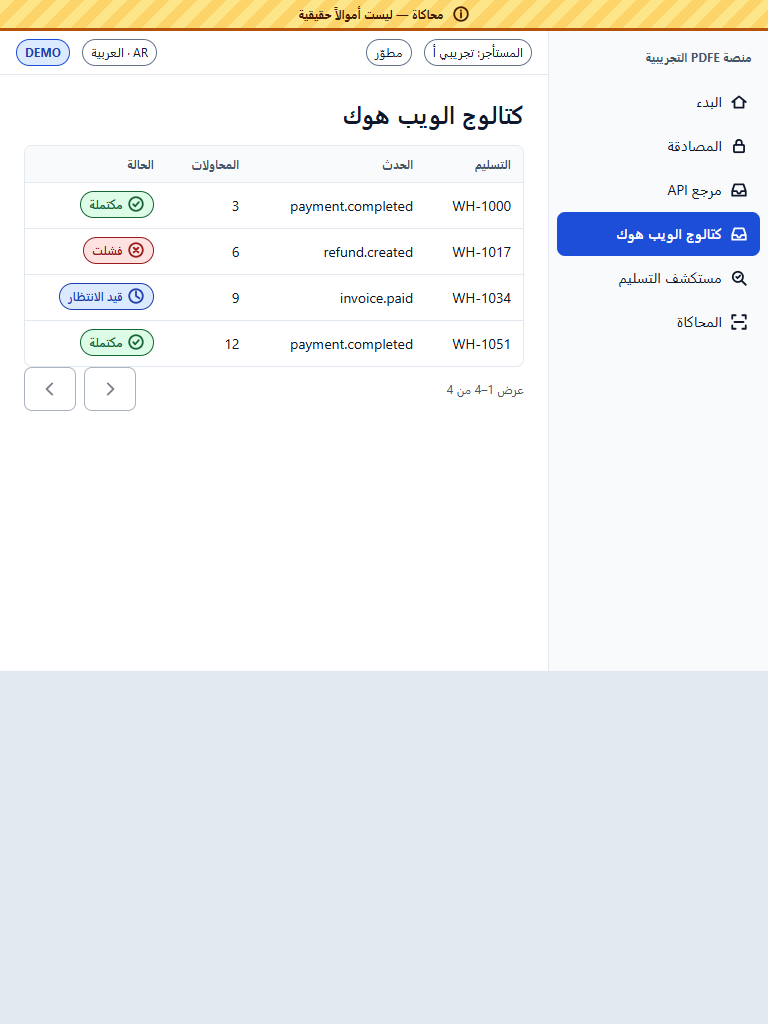 محاكاة — ليست أموالاً حقيقية
منصة PDFE التجريبية
البدء
المصادقة
مرجع API
كتالوج الويب هوك
مستكشف التسليم
المحاكاة
المستأجر: تجريبي أ
مطوّر
AR · العربية
DEMO
كتالوج الويب هوك
التسليم الحدث المحاولات الحالة
WH-1000 payment.completed 3 مكتملة
WH-1017 refund.created 6 فشلت
WH-1034 invoice.paid 9 قيد الانتظار
WH-1051 payment.completed 12 مكتملة
عرض 1–4 من 4